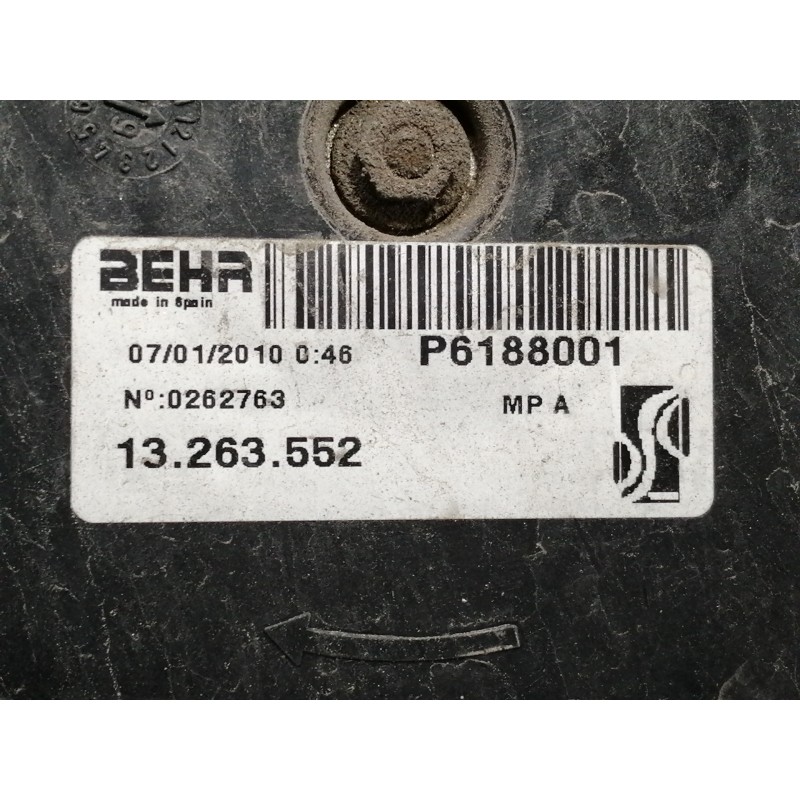 BEHR
made in Spain
07/01/2010 0:46 P6188001
Nº:0262763 MP A
13.263.552